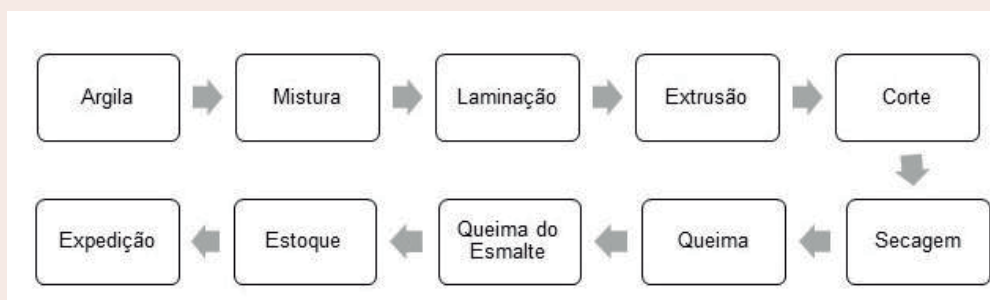 Argila
Mistura
Laminação
Extrusão
Corte
Secagem
Queima
Queima do
Esmalte
Estoque
Expedição